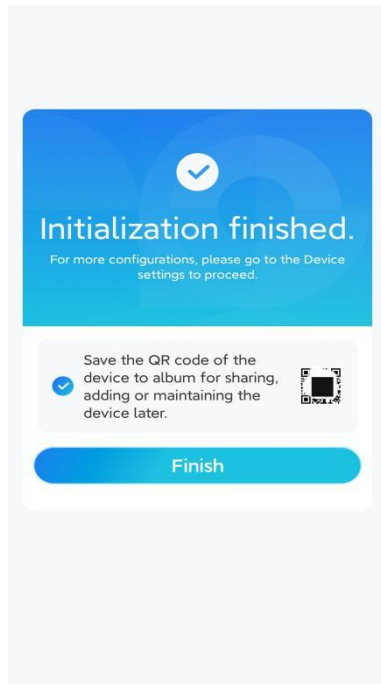 Initialization finished.
For more configurations, please go to the Device
settings to proceed.
Save the QR code of the
device to album for sharing,
adding or maintaining the
device later.
Finish